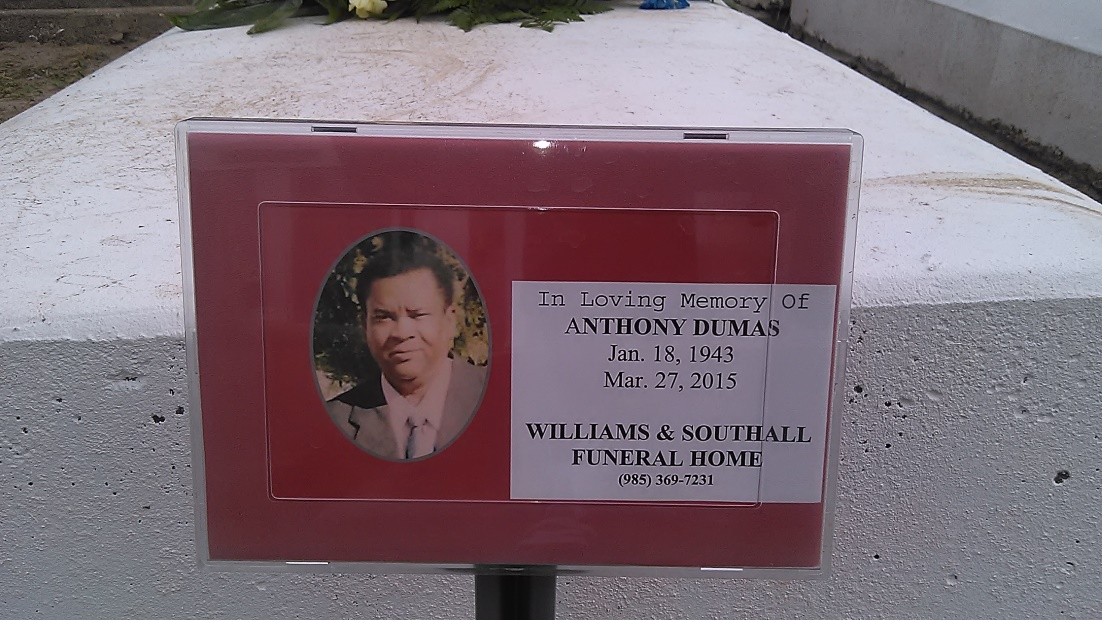 In Loving Memory Of
ANTHONY DUMAS
Jan. 18, 1943
Mar. 27, 2015
WILLIAMS & SOUTHALL
FUNERAL HOME
(985) 369-7231